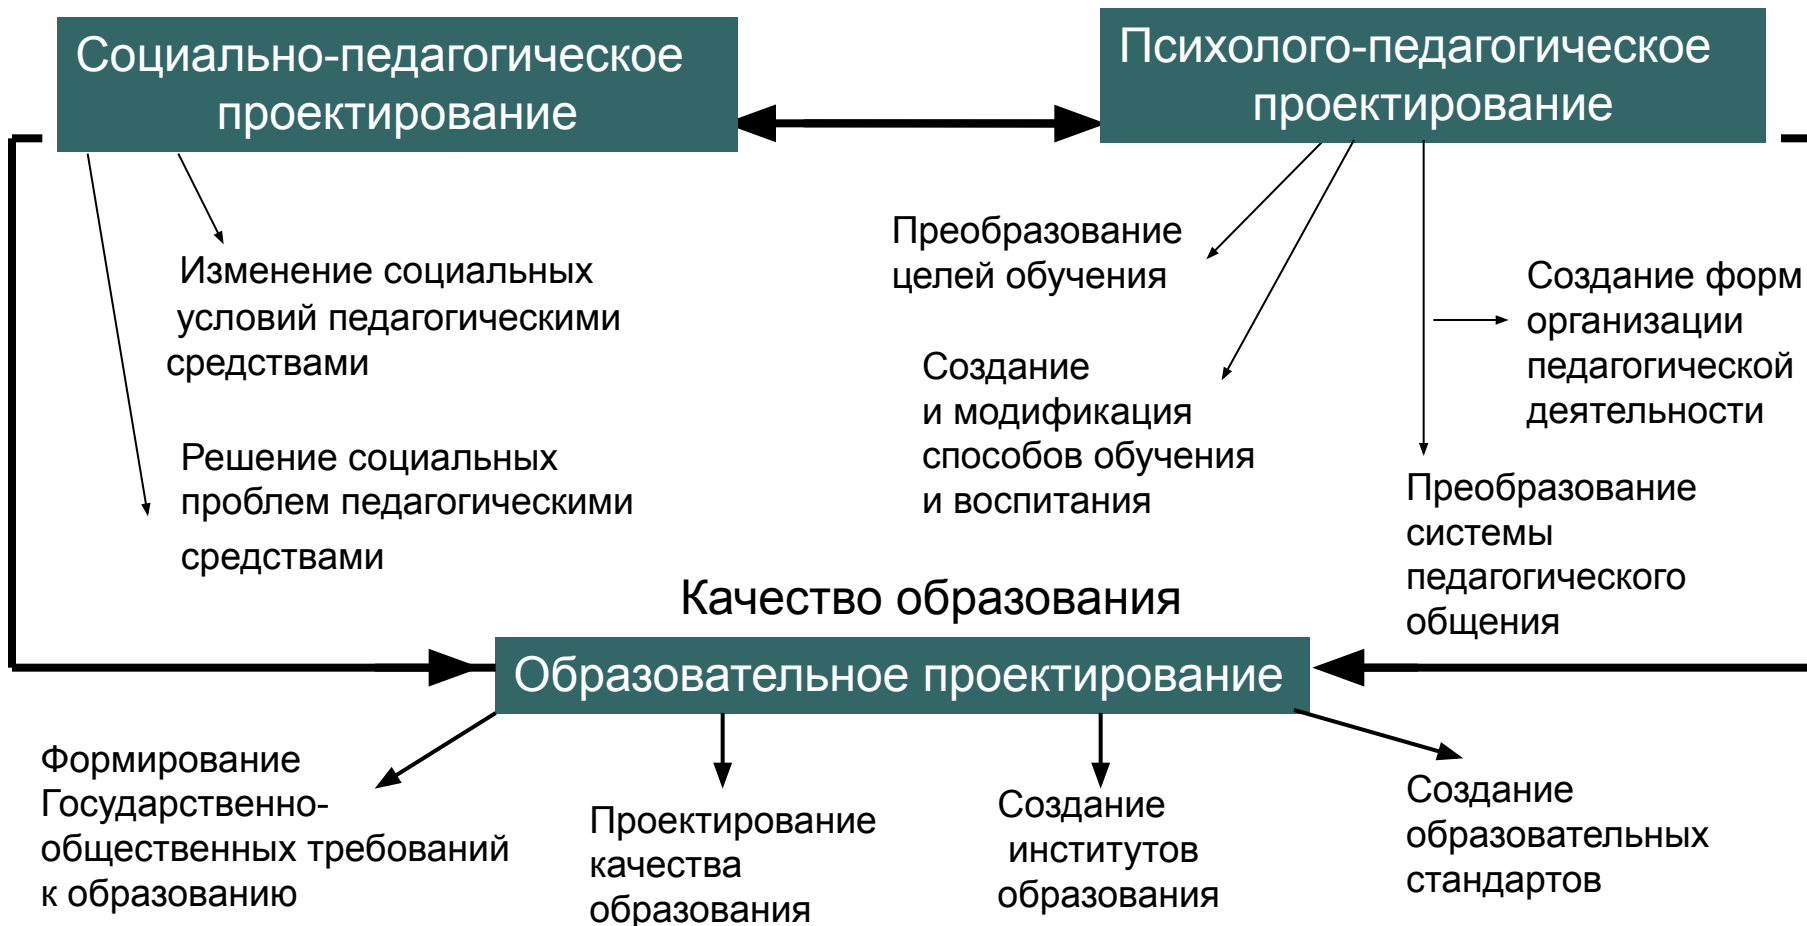 Социально-педагогическое
проектирование
Психолого-педагогическое
проектирование
Изменение социальных
условий педагогическими
средствами
Решение социальных
проблем педагогическими
средствами
Преобразование
целей обучения
Создание
и модификация
способов обучения
и воспитания
Создание форм
организации
педагогической
деятельности
Преобразование
системы
педагогического
общения
Качество образования
Образовательное проектирование
Формирование
Государственно-
общественных требований
к образованию
Проектирование
качества
образования
Создание
институтов
образования
Создание
образовательных
стандартов